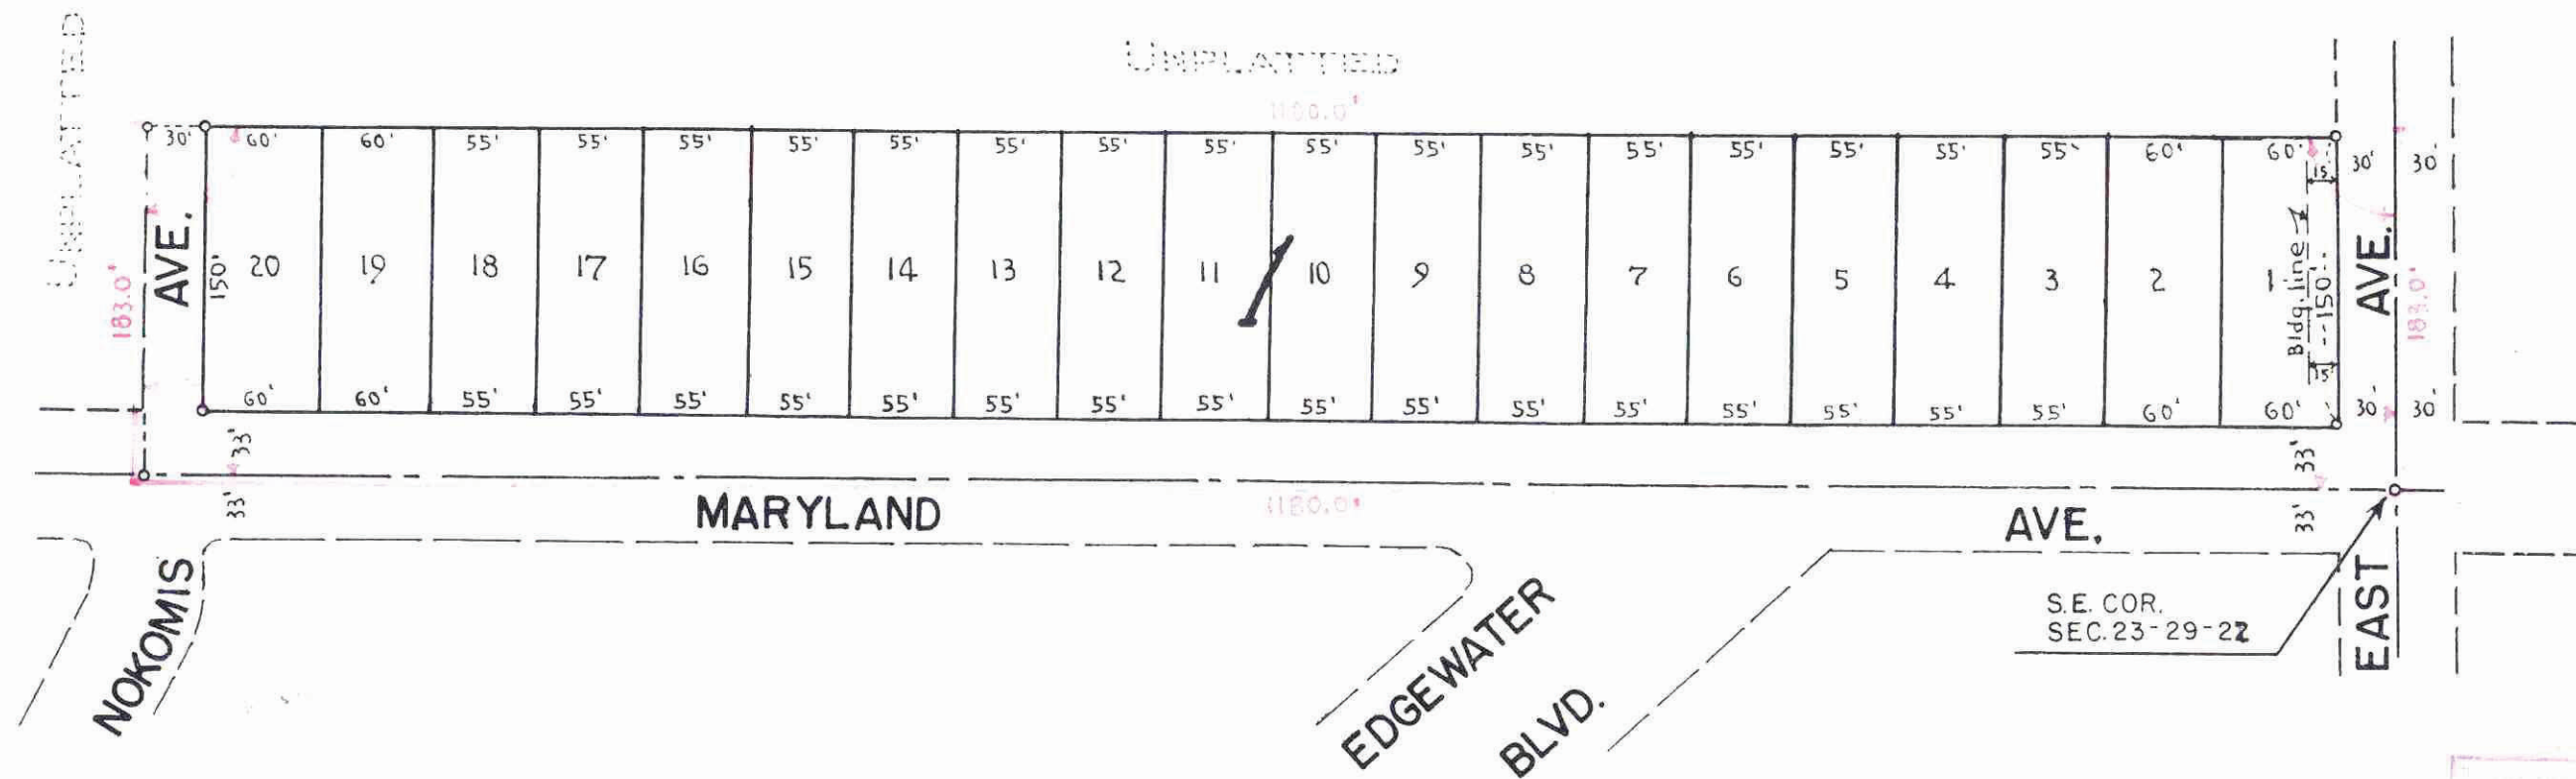 UNPLATTED
UNPLATTED
1180.0'
30' 60' 60' 55' 55' 55' 55' 55' 55' 55' 55' 55' 55' 55' 55' 55' 55' 55' 55' 60' 60' 30' 30'
15
AVE.
150'
20 19 18 17 16 15 14 13 12 11 10 9 8 7 6 5 4 3 2 1
1
Bldg. line
150'
AVE.
183.0'
183.0'
15'
60' 60' 55' 55' 55' 55' 55' 55' 55' 55' 55' 55' 55' 55' 55' 55' 55' 55' 60' 60' 30' 30'
33' 33'
33' 33'
MARYLAND
1180.0'
AVE.
NOKOMIS
EDGEWATER
BLVD.
S.E. COR.
SEC. 23-29-22
EAST